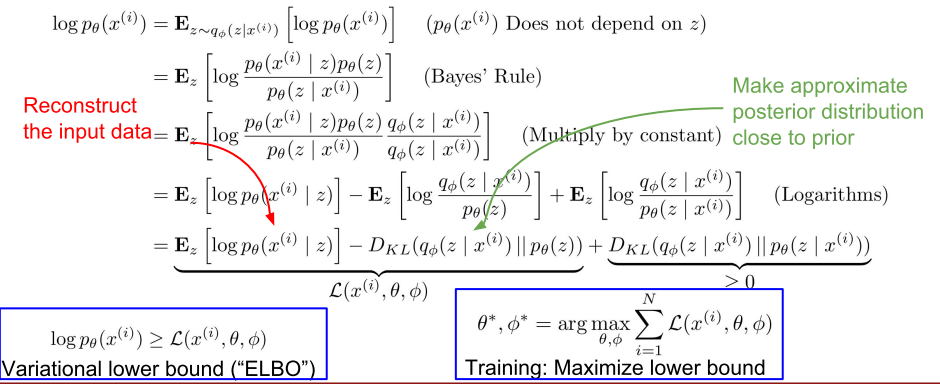 log p_θ(x^(i)) = E_{z∼q_ϕ(z|x^(i))} [log p_θ(x^(i))] (p_θ(x^(i)) Does not depend on z)
= E_z [log p_θ(x^(i) | z)p_θ(z) / p_θ(z | x^(i))] (Bayes' Rule)
Make approximate
posterior distribution
close to prior
Reconstruct
the input data
= E_z [log p_θ(x^(i) | z)p_θ(z) / p_θ(z | x^(i)) q_ϕ(z | x^(i)) / q_ϕ(z | x^(i))] (Multiply by constant)
= E_z [log p_θ(x^(i) | z)] − E_z [log q_ϕ(z | x^(i)) / p_θ(z)] + E_z [log q_ϕ(z | x^(i)) / p_θ(z | x^(i))] (Logarithms)
= E_z [log p_θ(x^(i) | z)] − D_KL(q_ϕ(z | x^(i)) || p_θ(z)) + D_KL(q_ϕ(z | x^(i)) || p_θ(z | x^(i)))
L(x^(i), θ, ϕ) ≥ 0
log p_θ(x^(i)) ≥ L(x^(i), θ, ϕ)
Variational lower bound (“ELBO”)
θ*, ϕ* = arg max_{θ,ϕ} ∑_{i=1}^{N} L(x^(i), θ, ϕ)
Training: Maximize lower bound